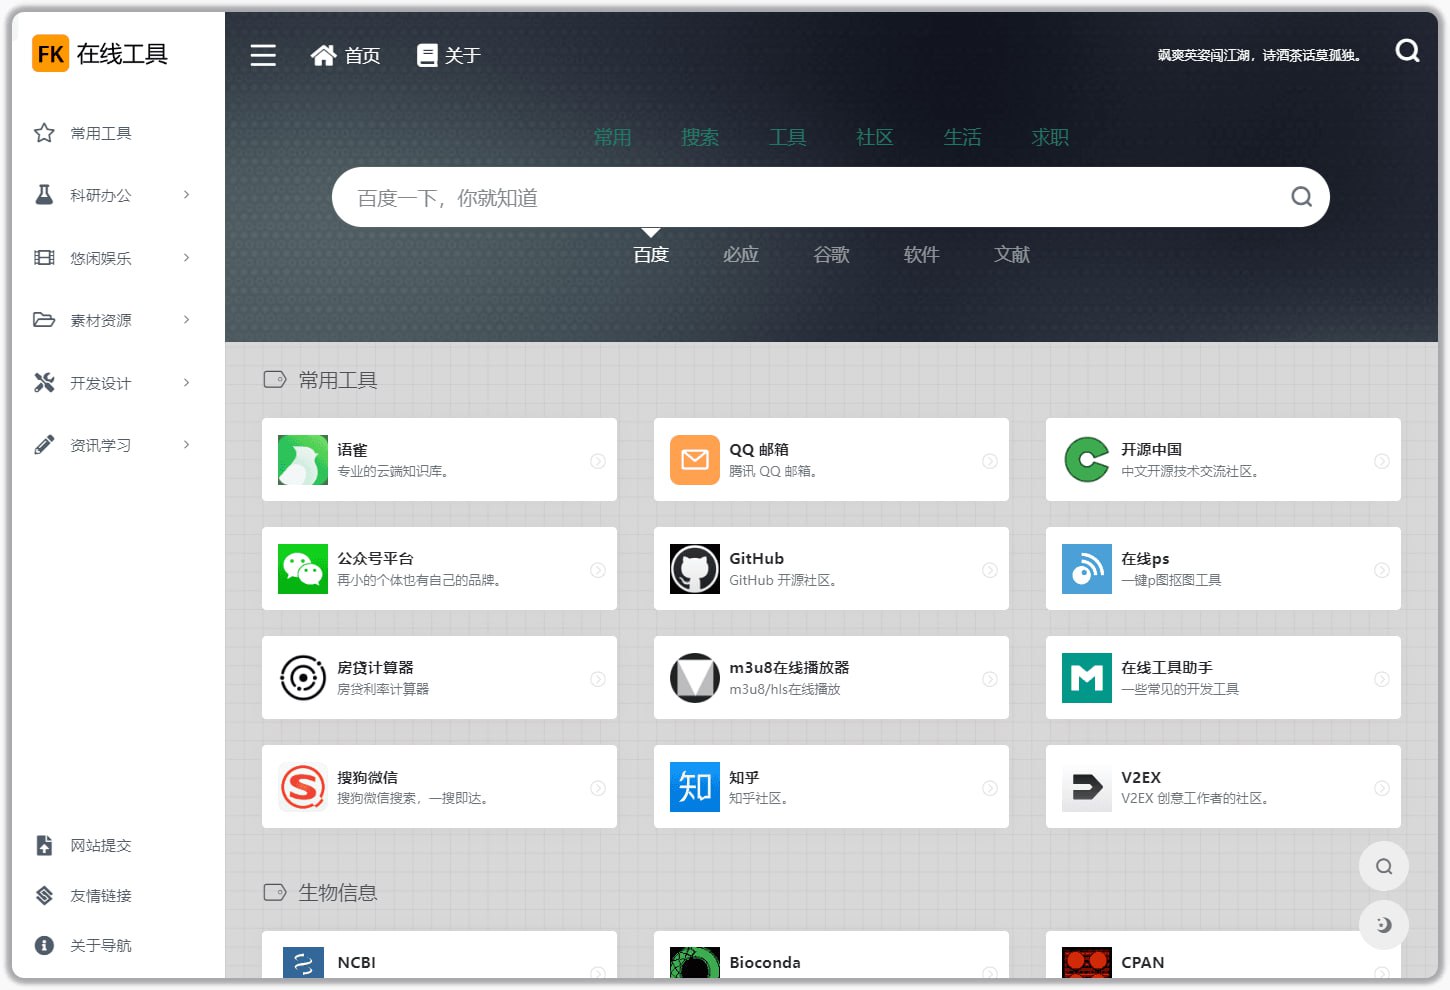 FK 在线工具
首页 关于
飒爽英姿闯江湖，诗酒茶话莫孤独。
常用工具
科研办公
悠闲娱乐
素材资源
开发设计
资讯学习
网站提交
友情链接
关于导航
常用 搜索 工具 社区 生活 求职
百度一下，你就知道
百度 必应 谷歌 软件 文献
常用工具
语雀
专业的云端知识库。
QQ 邮箱
腾讯 QQ 邮箱。
开源中国
中文开源技术交流社区。
公众号平台
再小的个体也有自己的品牌。
GitHub
GitHub 开源社区。
在线ps
一键p图抠图工具
房贷计算器
房贷利率计算器
m3u8在线播放器
m3u8/hls在线播放
M
在线工具助手
一些常见的开发工具
S
搜狗微信
搜狗微信搜索，一搜即达。
知
知乎
知乎社区。
V2EX
V2EX 创意工作者的社区。
生物信息
NCBI
Bioconda
CPAN